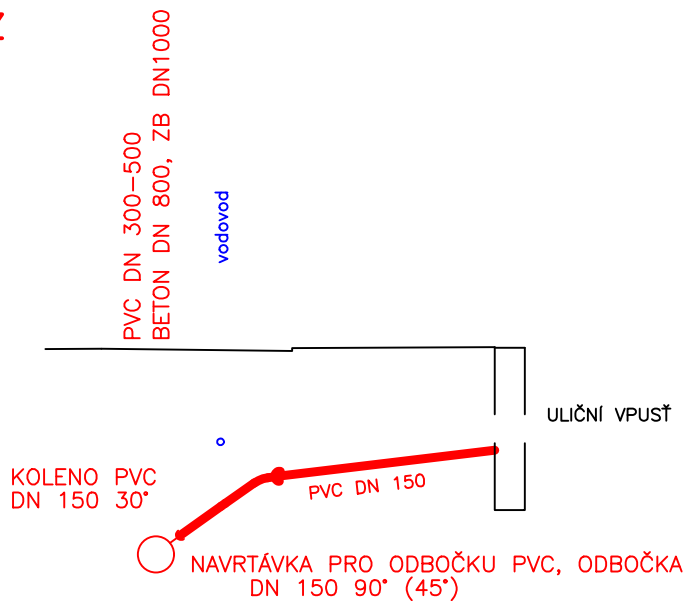 PVC DN 300-500
BETON DN 800, ZB DN1000
vodovod
ULIČNÍ VPUSŤ
KOLENO PVC
DN 150 30°
PVC DN 150
NAVRTÁVKA PRO ODBOČKU PVC, ODBOČKA
DN 150 90° (45°)